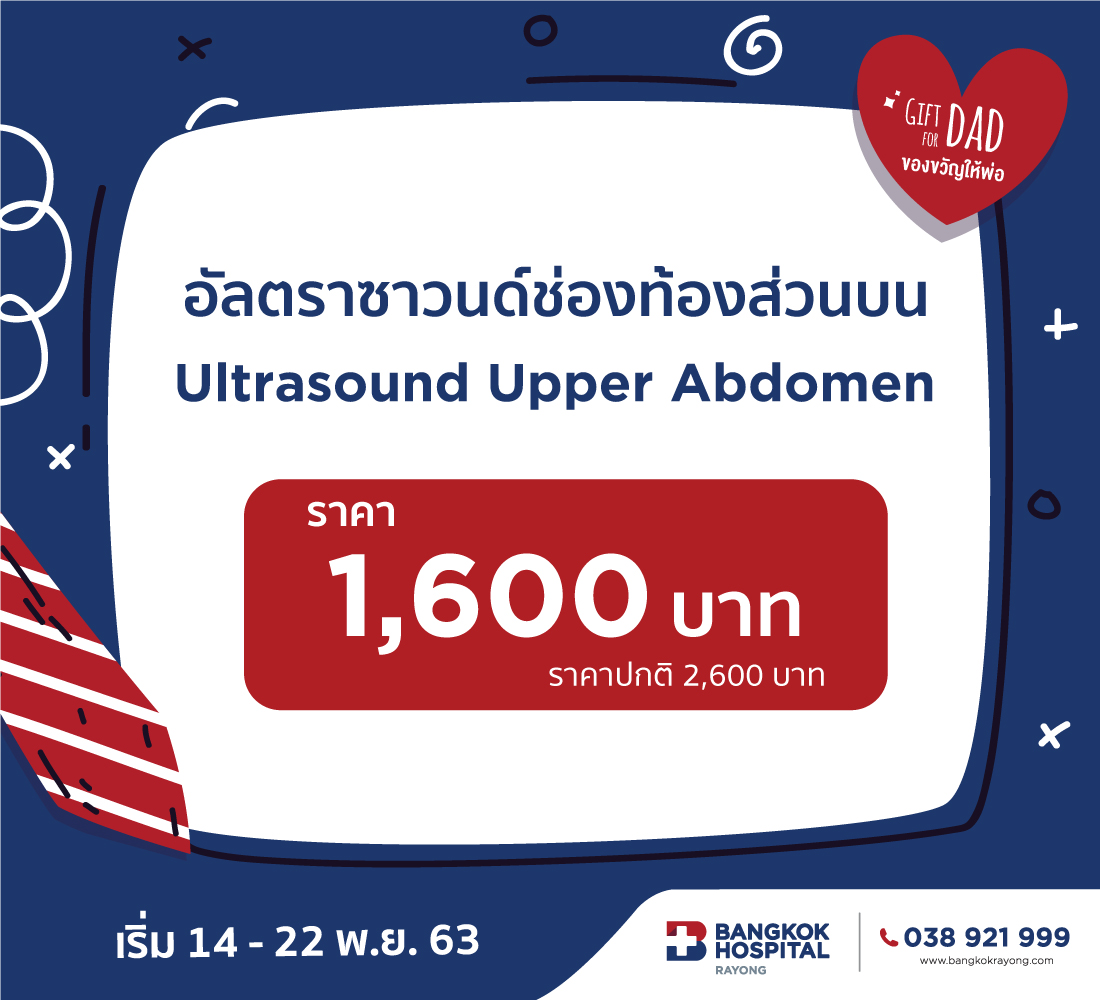 GIFT FOR DAD
ของขวัญให้พ่อ
อัลตราซาวนด์ช่องท้องส่วนบน
Ultrasound Upper Abdomen
ราคา
1,600 บาท
ราคาปกติ 2,600 บาท
เริ่ม 14 - 22 พ.ย. 63
BANGKOK
HOSPITAL
RAYONG
038 921 999
www.bangkokrayong.com